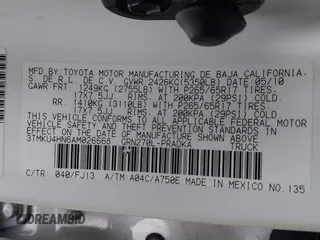 MFD. BY TOYOTA MOTOR MANUFACTURING DE BAJA CALIFORNIA,
S. DE R.L. DE C.V. GVWR 2426KG(5350LB) DATE: 05/10
GAWR:FRT. 1249KG (2755LB) WITH P265/65R17 TIRES,
17X7.5JJ RIMS, AT 200KPA (29PSI) COLD.
RR. 1410KG (3110LB) WITH P265/65R17 TIRES,
17X7.5JJ RIMS, AT 200KPA (29PSI) COLD.
THIS VEHICLE CONFORMS TO ALL APPLICABLE FEDERAL MOTOR
VEHICLE SAFETY AND THEFT PREVENTION STANDARDS IN
EFFECT ON THE DATE OF MANUFACTURE SHOWN ABOVE.
3TMKU4HN6AM026668 GRN270L-PRADKA TRUCK
C/TR 040/FJ13 A/TM A04C/A750E MADE IN MEXICO NO.135
©DREAMBID